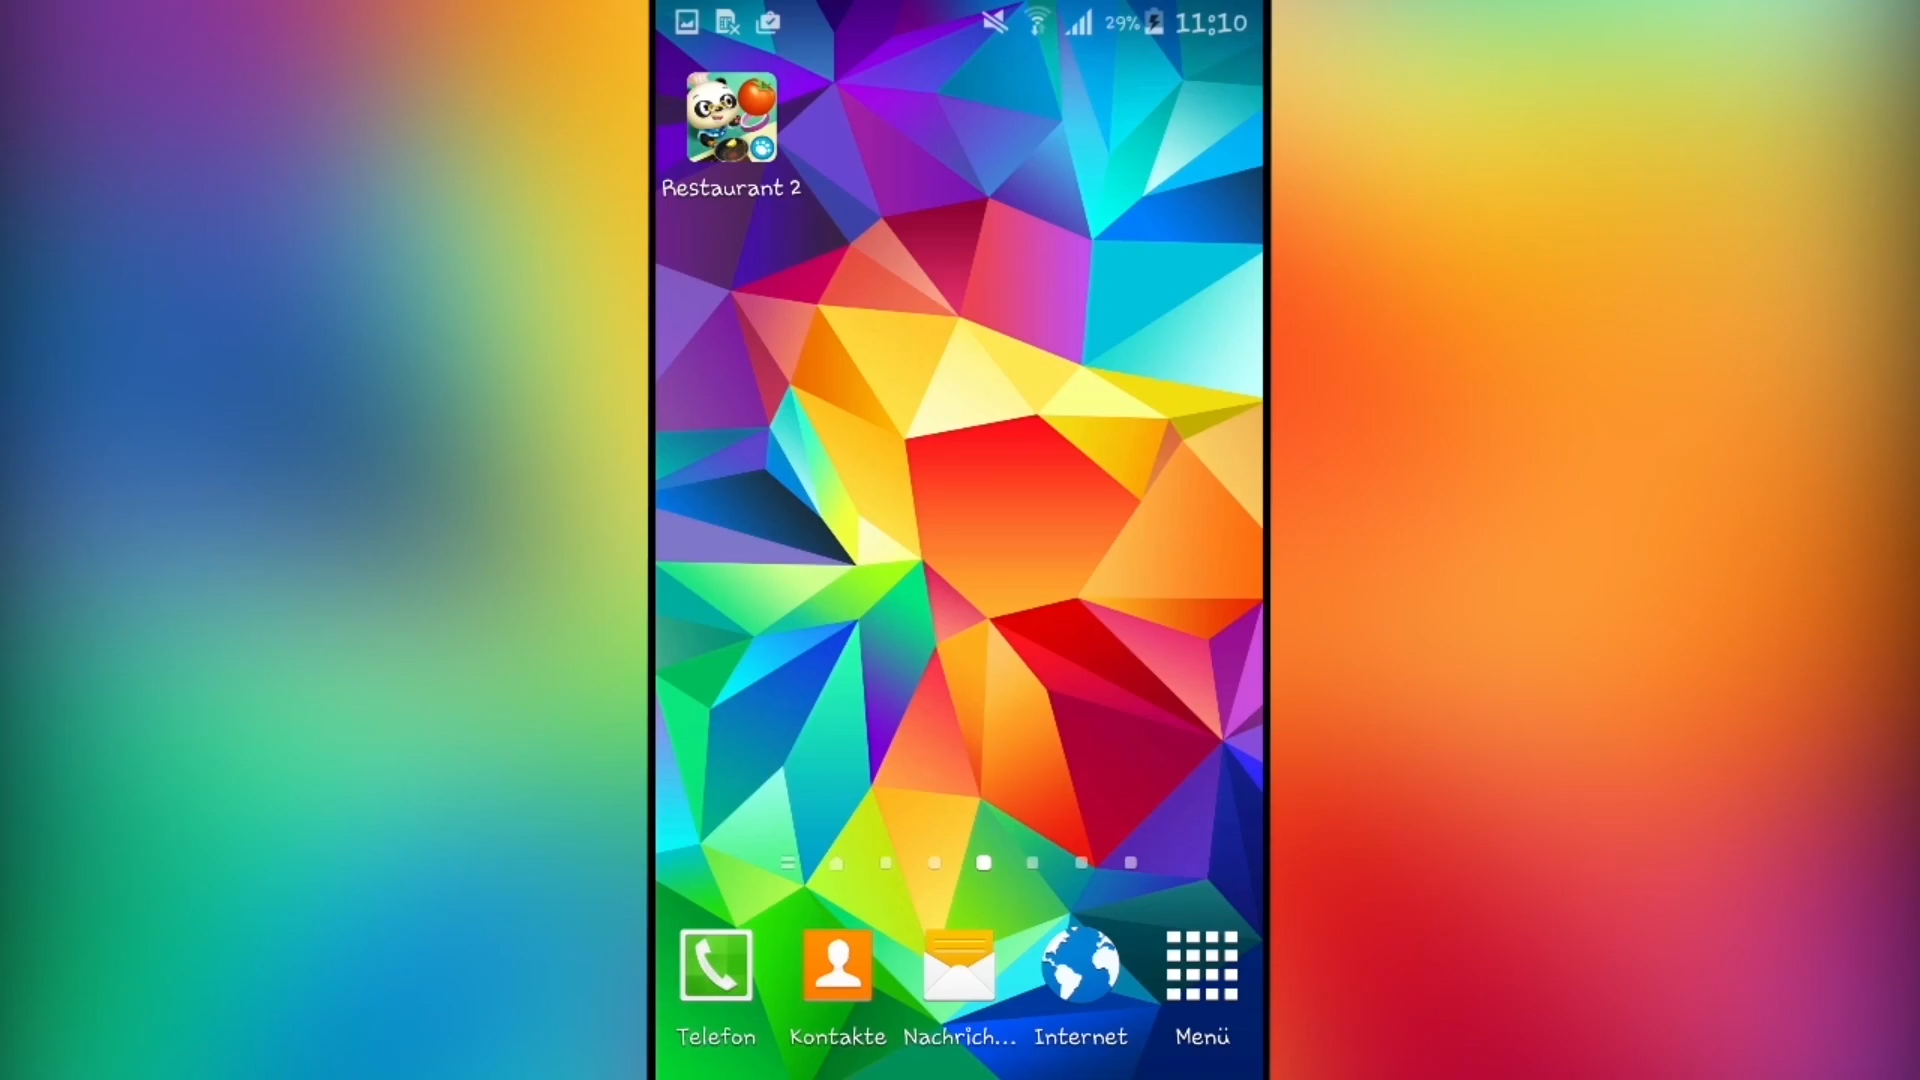 29% 11:10
Restaurant 2
Telefon Kontakte Nachrich... Internet Menü